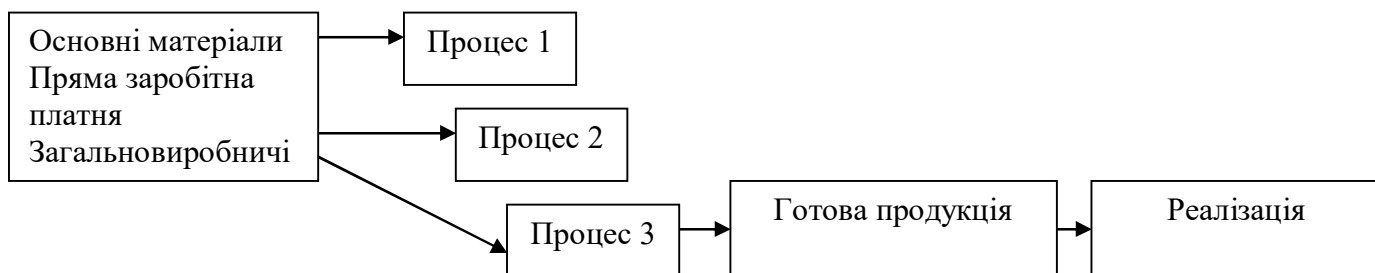 Основні матеріали
Пряма заробітна
платня
Загальновиробничі
Процес 1
Процес 2
Процес 3
Готова продукція
Реалізація